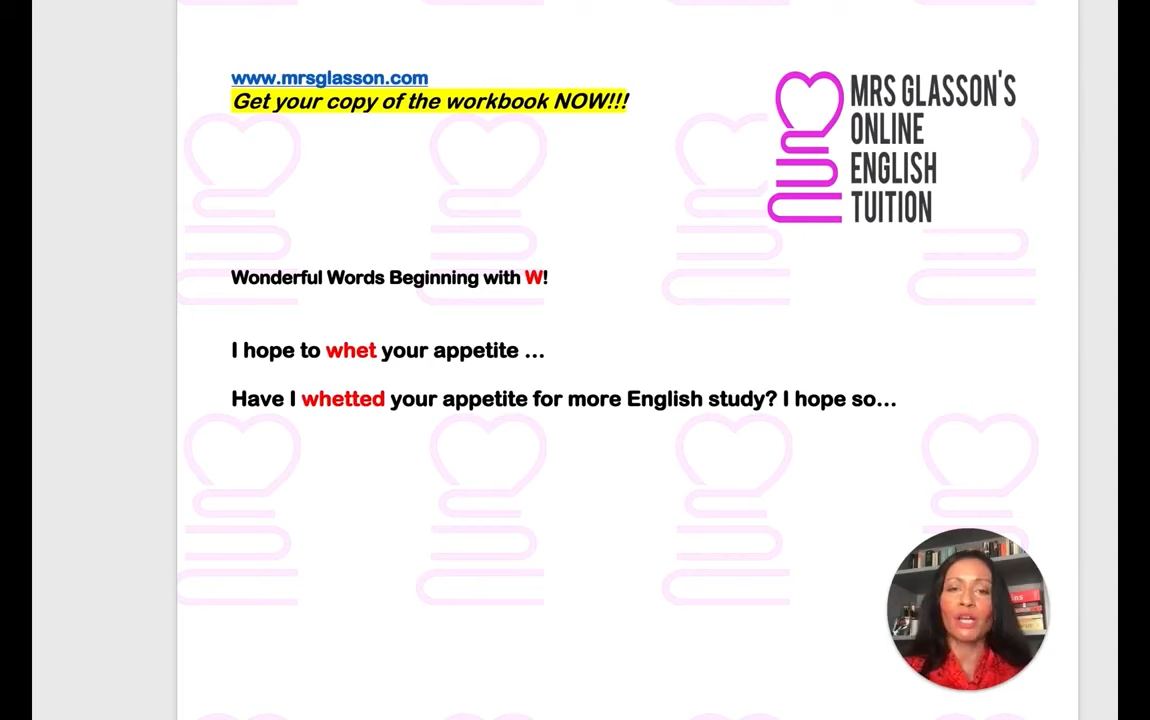 www.mrsglasson.com
Get your copy of the workbook NOW!!!
MRS GLASSON'S
ONLINE
ENGLISH
TUITION
Wonderful Words Beginning with W!
I hope to whet your appetite ...
Have I whetted your appetite for more English study? I hope so...